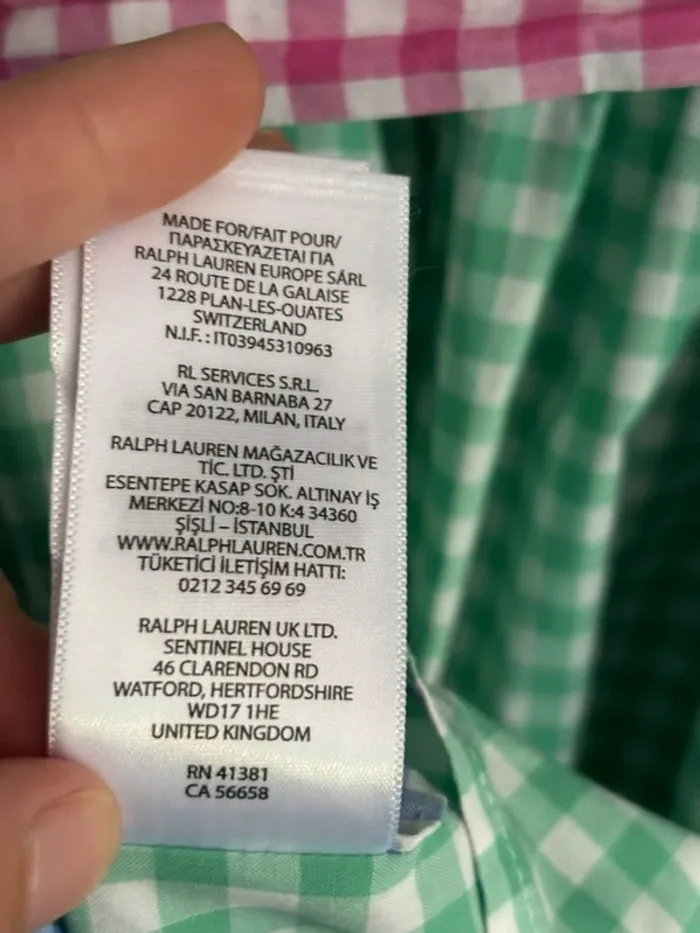 MADE FOR/FAIT POUR/
ΠΑΡΑΣΚΕΥΑΖΕΤΑΙ ΓΙΑ
RALPH LAUREN EUROPE SÁRL
24 ROUTE DE LA GALAISE
1228 PLAN-LES-OUATES
SWITZERLAND
N.I.F. : IT03945310963
RL SERVICES S.R.L.
VIA SAN BARNABA 27
CAP 20122, MILAN, ITALY
RALPH LAUREN MAĞAZACILIK VE
TİC. LTD. ŞTİ
ESENTEPE KASAP SOK. ALTINAY İŞ
MERKEZİ NO:8-10 K:4 34360
ŞİŞLİ – İSTANBUL
WWW.RALPHLAUREN.COM.TR
TÜKETİCİ İLETİŞİM HATTI:
0212 345 69 69
RALPH LAUREN UK LTD.
SENTINEL HOUSE
46 CLARENDON RD
WATFORD, HERTFORDSHIRE
WD17 1HE
UNITED KINGDOM
RN 41381
CA 56658